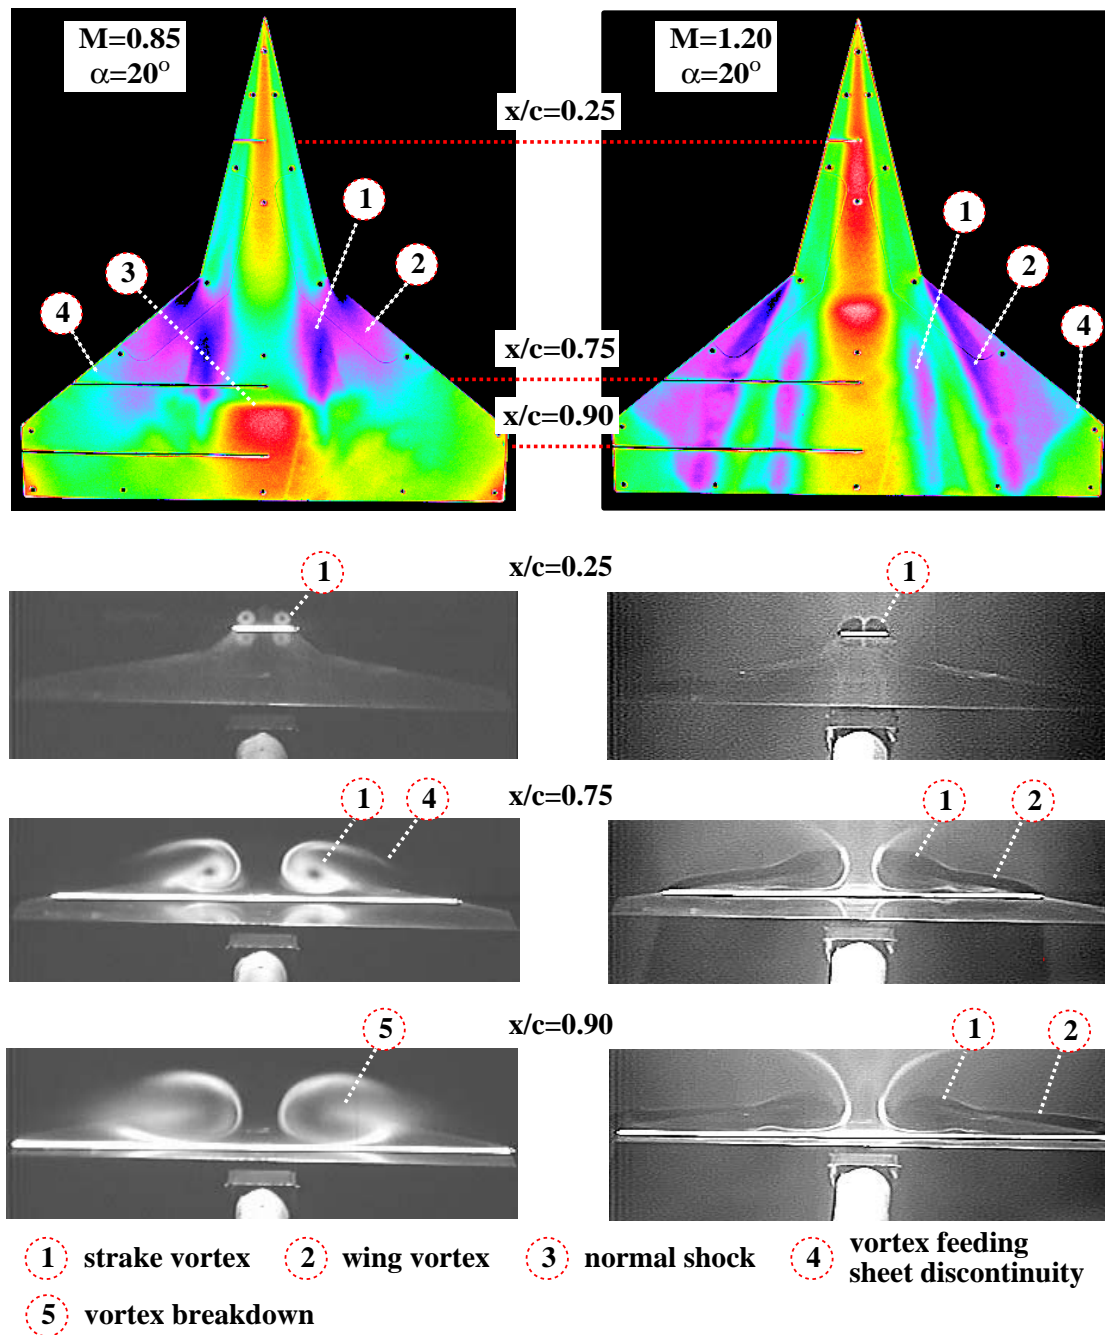 M=0.85
α=20°
M=1.20
α=20°
x/c=0.25
1
1
2
2
3
4
4
x/c=0.75
x/c=0.90
x/c=0.25
1
1
x/c=0.75
1
4
1
2
x/c=0.90
5
1
2
1 strake vortex
2 wing vortex
3 normal shock
4 vortex feeding
sheet discontinuity
5 vortex breakdown